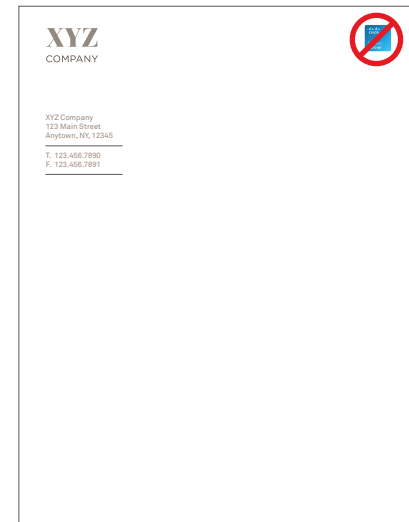 XYZ
COMPANY
XYZ Company
123 Main Street
Anytown, NY, 12345
T. 123.456.7890
F. 123.456.7891